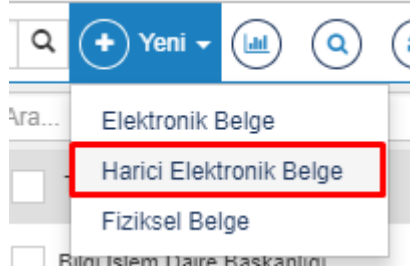 Yeni
Ara...
Elektronik Belge
Harici Elektronik Belge
Fiziksel Belge
Bilgi İşlem Daire Başkanlığı